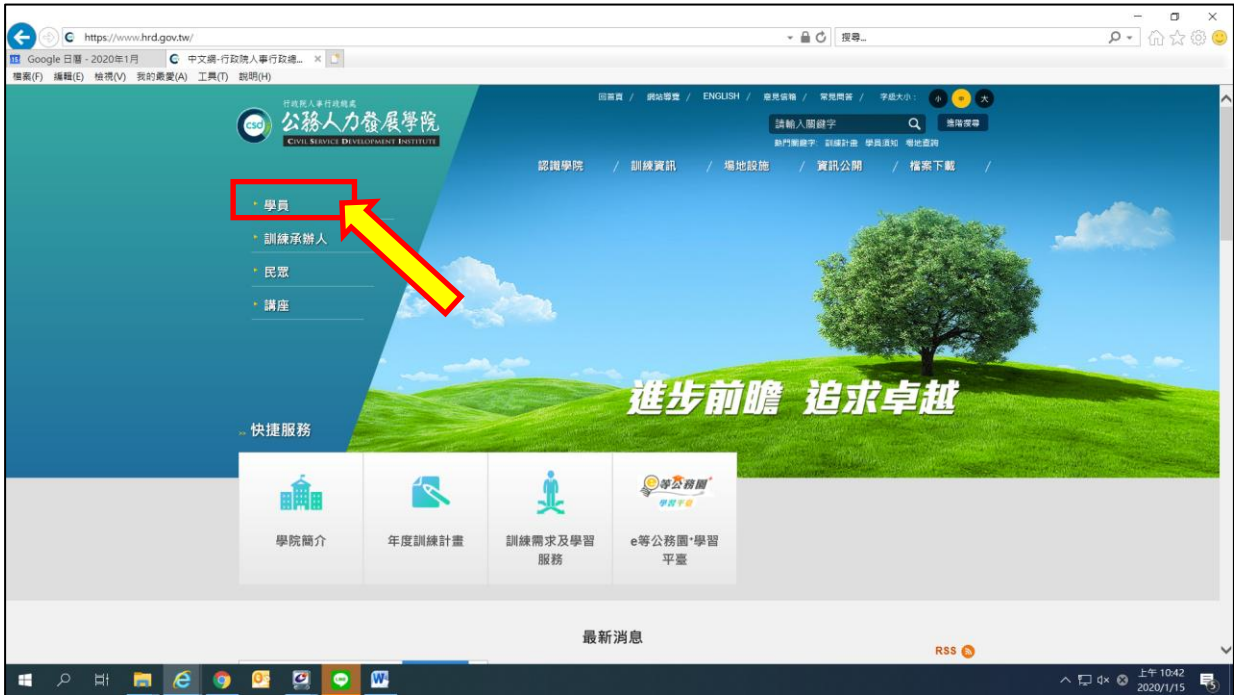 https://www.hrd.gov.tw/
搜尋...
Google 日曆 - 2020年1月
中文網-行政院人事行政總...
檔案(F) 編輯(E) 檢視(V) 我的最愛(A) 工具(T) 說明(H)
回首頁 / 網站導覽 / ENGLISH / 意見信箱 / 常見問答 / 字級大小: 小 中 大
行政院人事行政總處
公務人力發展學院
CIVIL SERVICE DEVELOPMENT INSTITUTE
請輸入關鍵字
進階搜尋
熱門關鍵字: 訓練計畫 學員須知 場地查詢
認識學院 / 訓練資訊 / 場地設施 / 資訊公開 / 檔案下載 /
學員
訓練承辦人
民眾
講座
進步前瞻 追求卓越
快捷服務
e等公務園+
學習平臺
學院簡介
年度訓練計畫
訓練需求及學習
服務
e等公務園+學習
平臺
最新消息
RSS
上午 10:42
2020/1/15